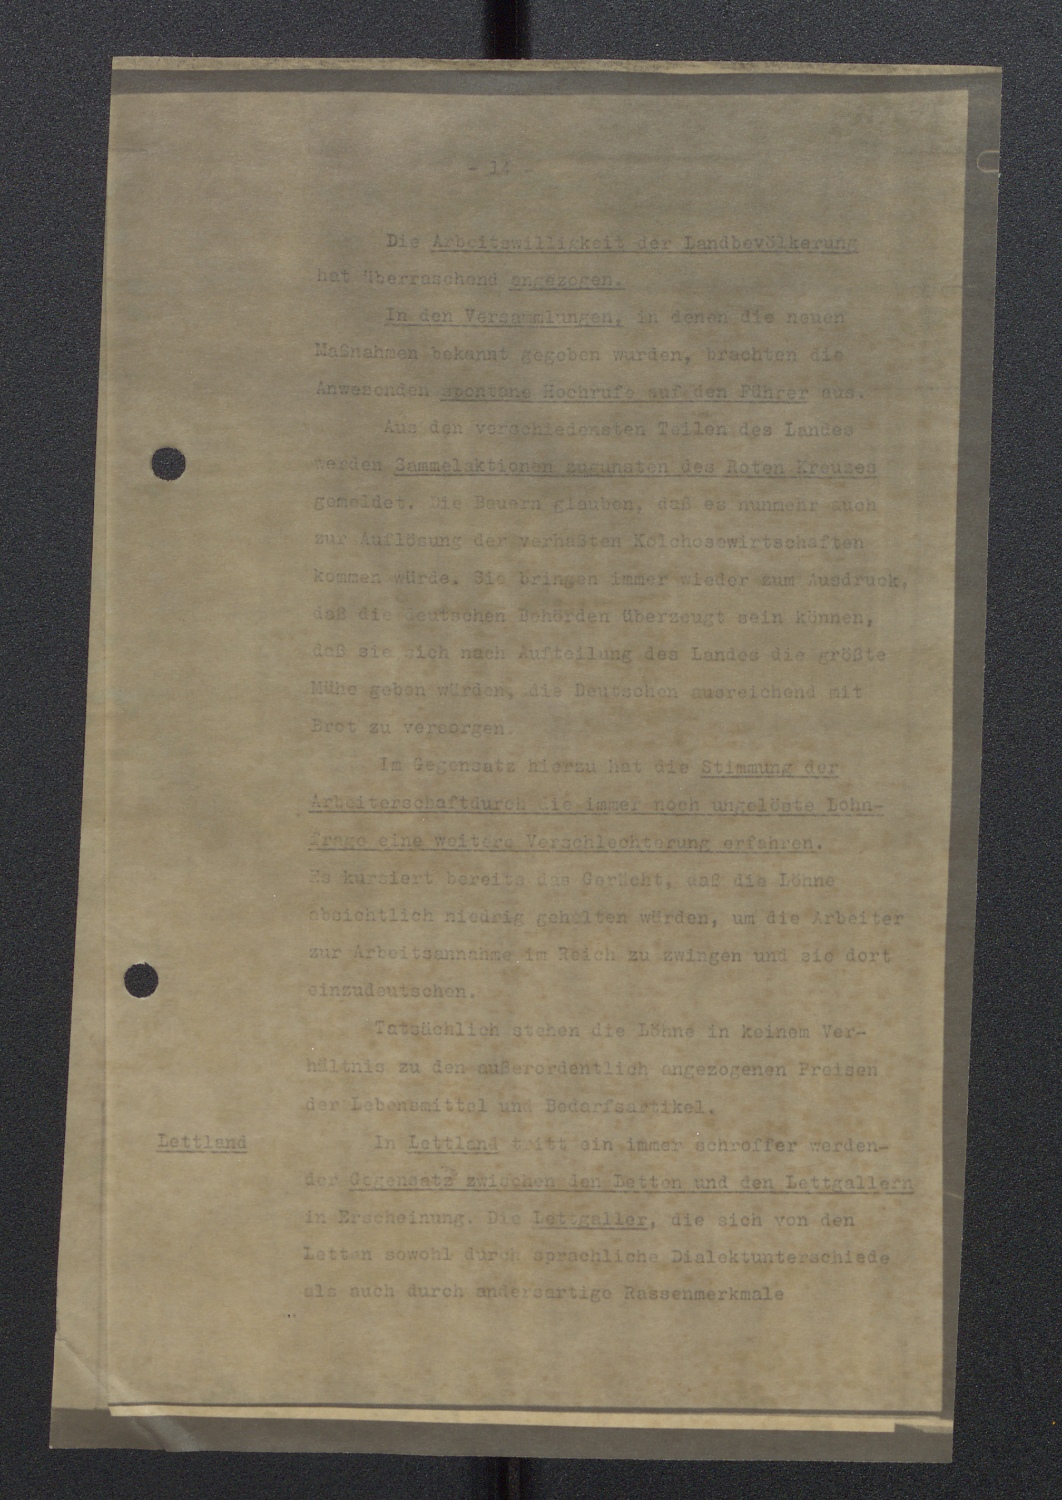 - 14 -
Die Arbeitswilligkeit der Landbevölkerung
hat überraschend angezogen.
In den Versammlungen, in denen die neuen
Maßnahmen bekannt gegeben wurden, brachten die
Anwesenden spontane Hochrufe auf den Führer aus.
Aus den verschiedensten Teilen des Landes
werden Sammelaktionen zugunsten des Roten Kreuzes
gemeldet. Die Bauern glauben, daß es nunmehr auch
zur Auflösung der verhaßten Kolchosewirtschaften
kommen würde. Sie bringen immer wieder zum Ausdruck,
daß die deutschen Behörden überzeugt sein können,
daß sie sich nach Aufteilung des Landes die größte
Mühe geben würden, die Deutschen ausreichend mit
Brot zu versorgen.
Im Gegensatz hierzu hat die Stimmung der
Arbeiterschaftdurch die immer noch ungelöste Lohn-
frage eine weitere Verschlechterung erfahren.
Es kursiert bereits das Gerücht, daß die Löhne
absichtlich niedrig gehalten würden, um die Arbeiter
zur Arbeitsannahme im Reich zu zwingen und sie dort
einzudeutschen.
Tatsächlich stehen die Löhne in keinem Ver-
hältnis zu den außerordentlich angezogenen Preisen
der Lebensmittel und Bedarfsartikel.
Lettland In Lettland tritt ein immer schroffer werden-
der Gegensatz zwischen den Letten und den Lettgallern
in Erscheinung. Die Lettgaller, die sich von den
Letten sowohl durch sprachliche Dialektunterschiede
als auch durch andersartige Rassenmerkmale